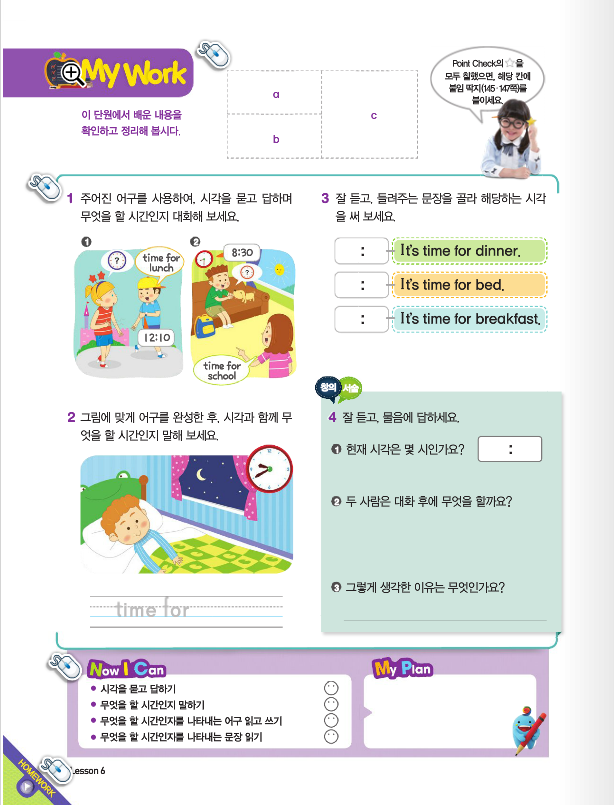 My Work
이 단원에서 배운 내용을
확인하고 정리해 봅시다.
a
b
c
Point Check의 ☆을
모두 칠했으면, 해당 칸에
붙임 딱지(145·147쪽)를
붙이세요.
1 주어진 어구를 사용하여, 시각을 묻고 답하며
무엇을 할 시간인지 대화해 보세요.
❶
?
time for
lunch
12:10
❷
8:30
?
time for
school
2 그림에 맞게 어구를 완성한 후, 시각과 함께 무
엇을 할 시간인지 말해 보세요.
time for
3 잘 듣고, 들려주는 문장을 골라 해당하는 시각
을 써 보세요.
: It's time for dinner.
: It's time for bed.
: It's time for breakfast.
창의 서술
4 잘 듣고, 물음에 답하세요.
❶ 현재 시각은 몇 시인가요? :
❷ 두 사람은 대화 후에 무엇을 할까요?
❸ 그렇게 생각한 이유는 무엇인가요?
Now I Can
• 시각을 묻고 답하기
• 무엇을 할 시간인지 말하기
• 무엇을 할 시간인지를 나타내는 어구 읽고 쓰기
• 무엇을 할 시간인지를 나타내는 문장 읽기
My Plan
HOMEWORK
Lesson 6